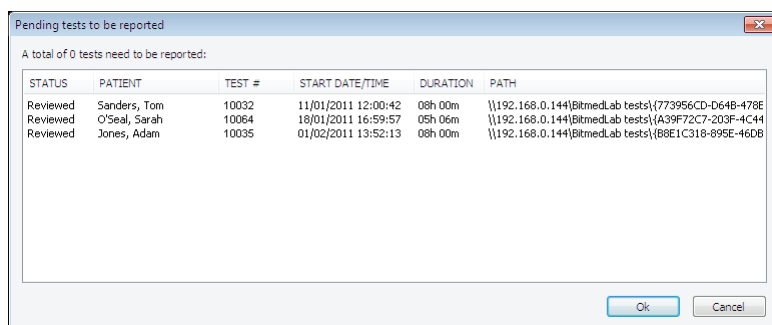 Pending tests to be reported
A total of 0 tests need to be reported:
STATUS PATIENT TEST # START DATE/TIME DURATION PATH
Reviewed Sanders, Tom 10032 11/01/2011 12:00:42 08h 00m \\192.168.0.144\BitmedLab tests\{773956CD-D64B-478E
Reviewed O'Seal, Sarah 10064 18/01/2011 16:59:57 05h 06m \\192.168.0.144\BitmedLab tests\{A39F72C7-203F-4C44
Reviewed Jones, Adam 10035 01/02/2011 13:52:13 08h 00m \\192.168.0.144\BitmedLab tests\{B8E1C318-895E-46DB
Ok Cancel